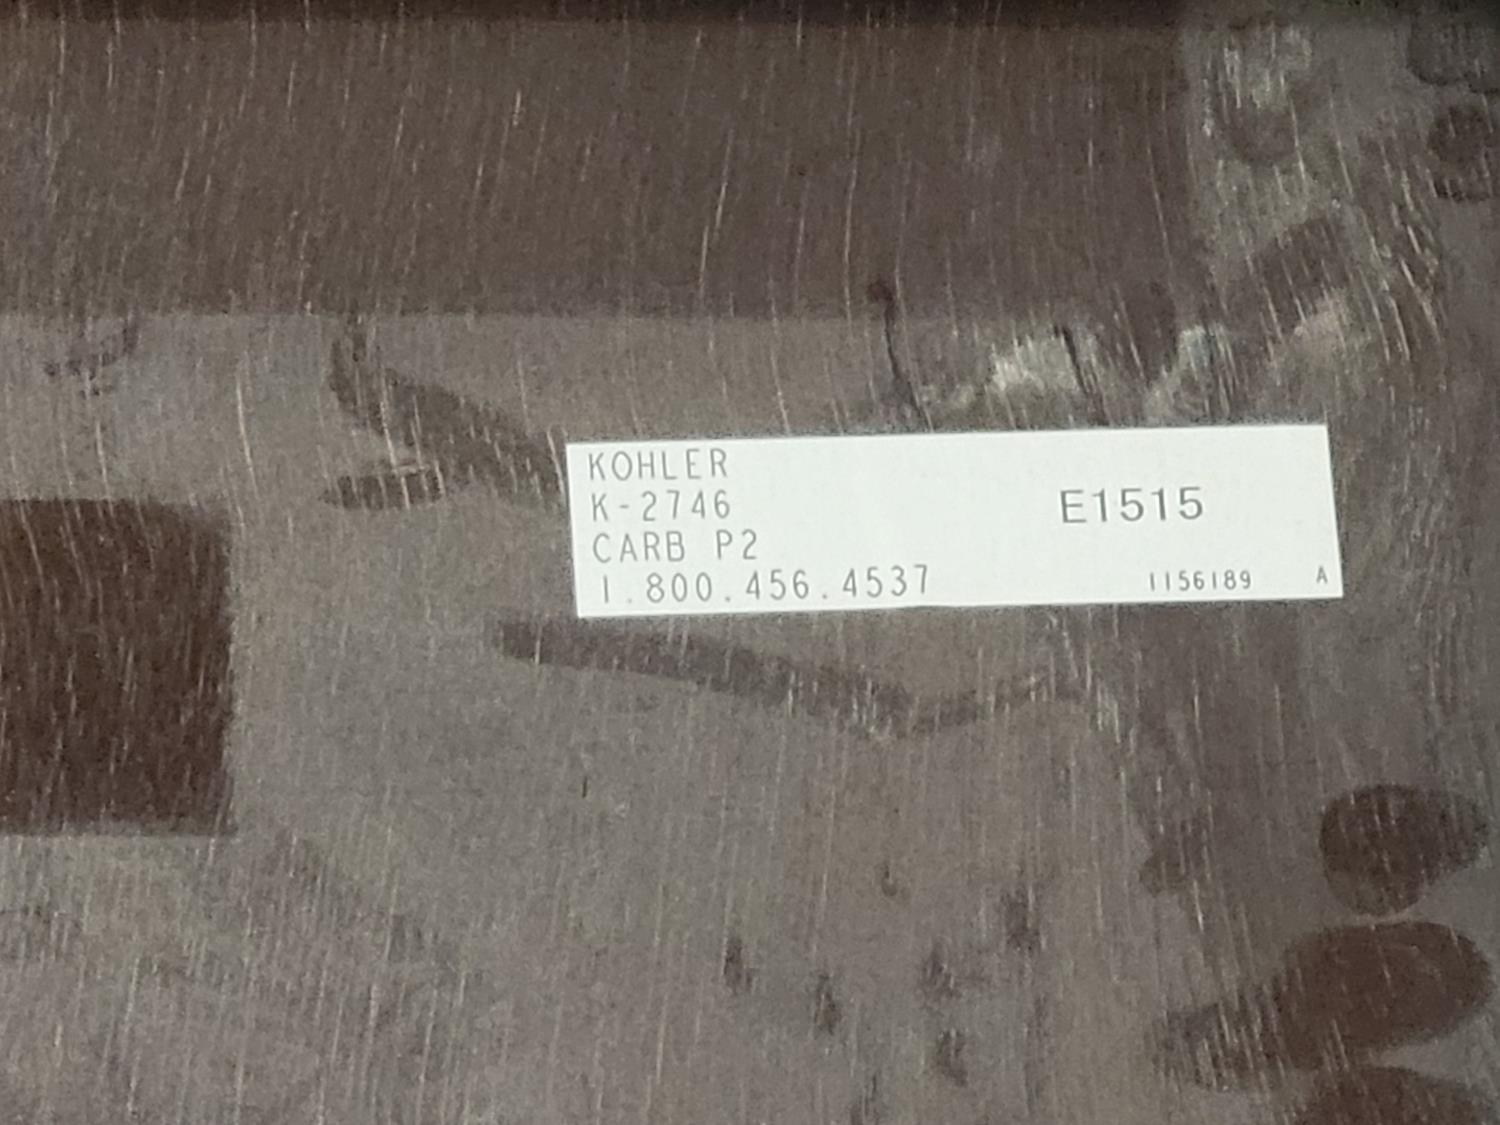 KOHLER
K-2746
CARB P2
1.800.456.4537
E1515
1156189 A